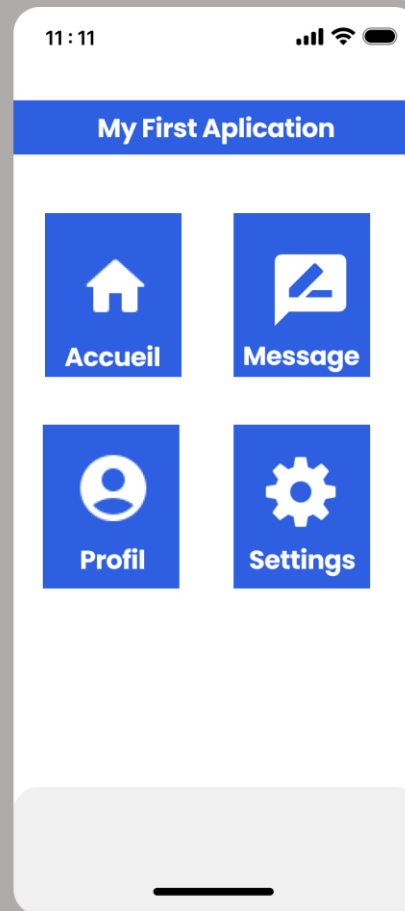 11:11
My First Aplication
Accueil
Message
Profil
Settings